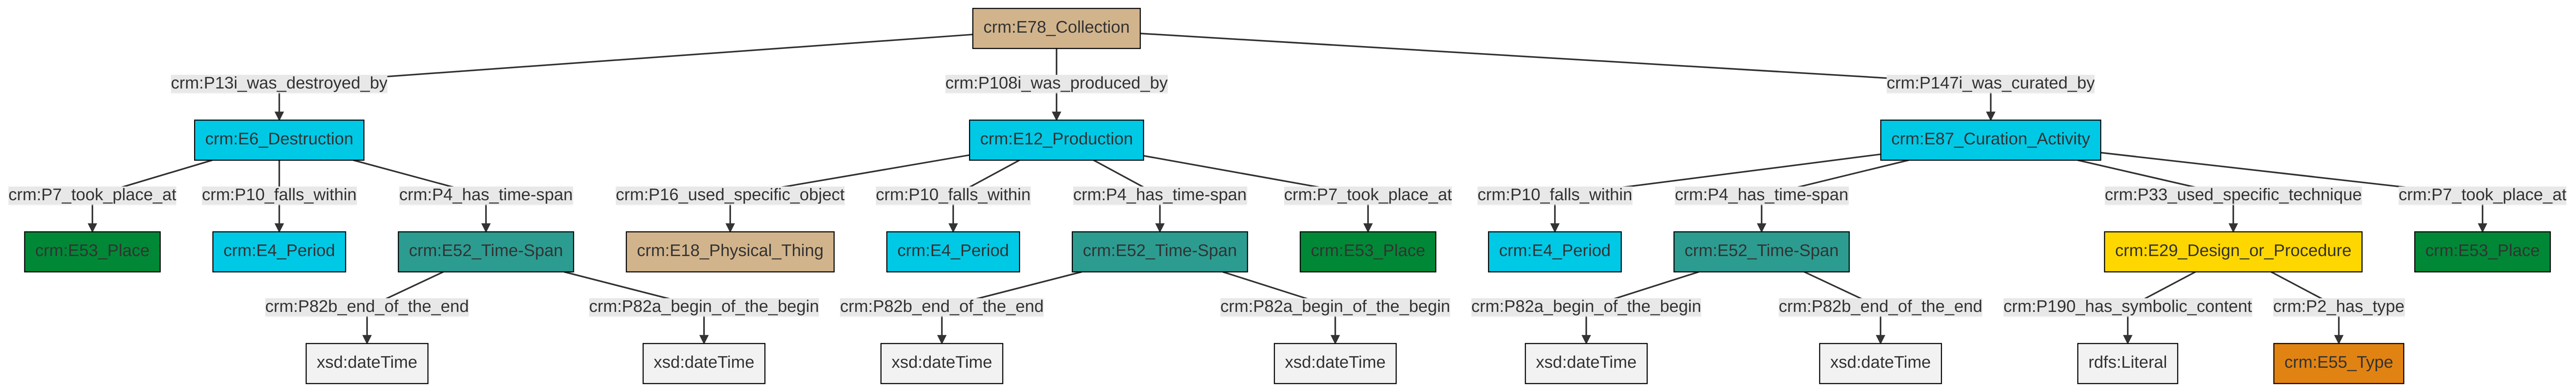 crm:E78_Collection
crm:P13i_was_destroyed_by
crm:P108i_was_produced_by
crm:P147i_was_curated_by
crm:E6_Destruction
crm:E12_Production
crm:E87_Curation_Activity
crm:P7_took_place_at
crm:P10_falls_within
crm:P4_has_time-span
crm:P16_used_specific_object
crm:P10_falls_within
crm:P4_has_time-span
crm:P7_took_place_at
crm:P10_falls_within
crm:P4_has_time-span
crm:P33_used_specific_technique
crm:P7_took_place_at
crm:E53_Place
crm:E4_Period
crm:E52_Time-Span
crm:E18_Physical_Thing
crm:E4_Period
crm:E52_Time-Span
crm:E53_Place
crm:E4_Period
crm:E52_Time-Span
crm:E29_Design_or_Procedure
crm:E53_Place
crm:P82b_end_of_the_end
crm:P82a_begin_of_the_begin
crm:P82b_end_of_the_end
crm:P82a_begin_of_the_begin
crm:P82a_begin_of_the_begin
crm:P82b_end_of_the_end
crm:P190_has_symbolic_content
crm:P2_has_type
xsd:dateTime
xsd:dateTime
xsd:dateTime
xsd:dateTime
xsd:dateTime
xsd:dateTime
rdfs:Literal
crm:E55_Type